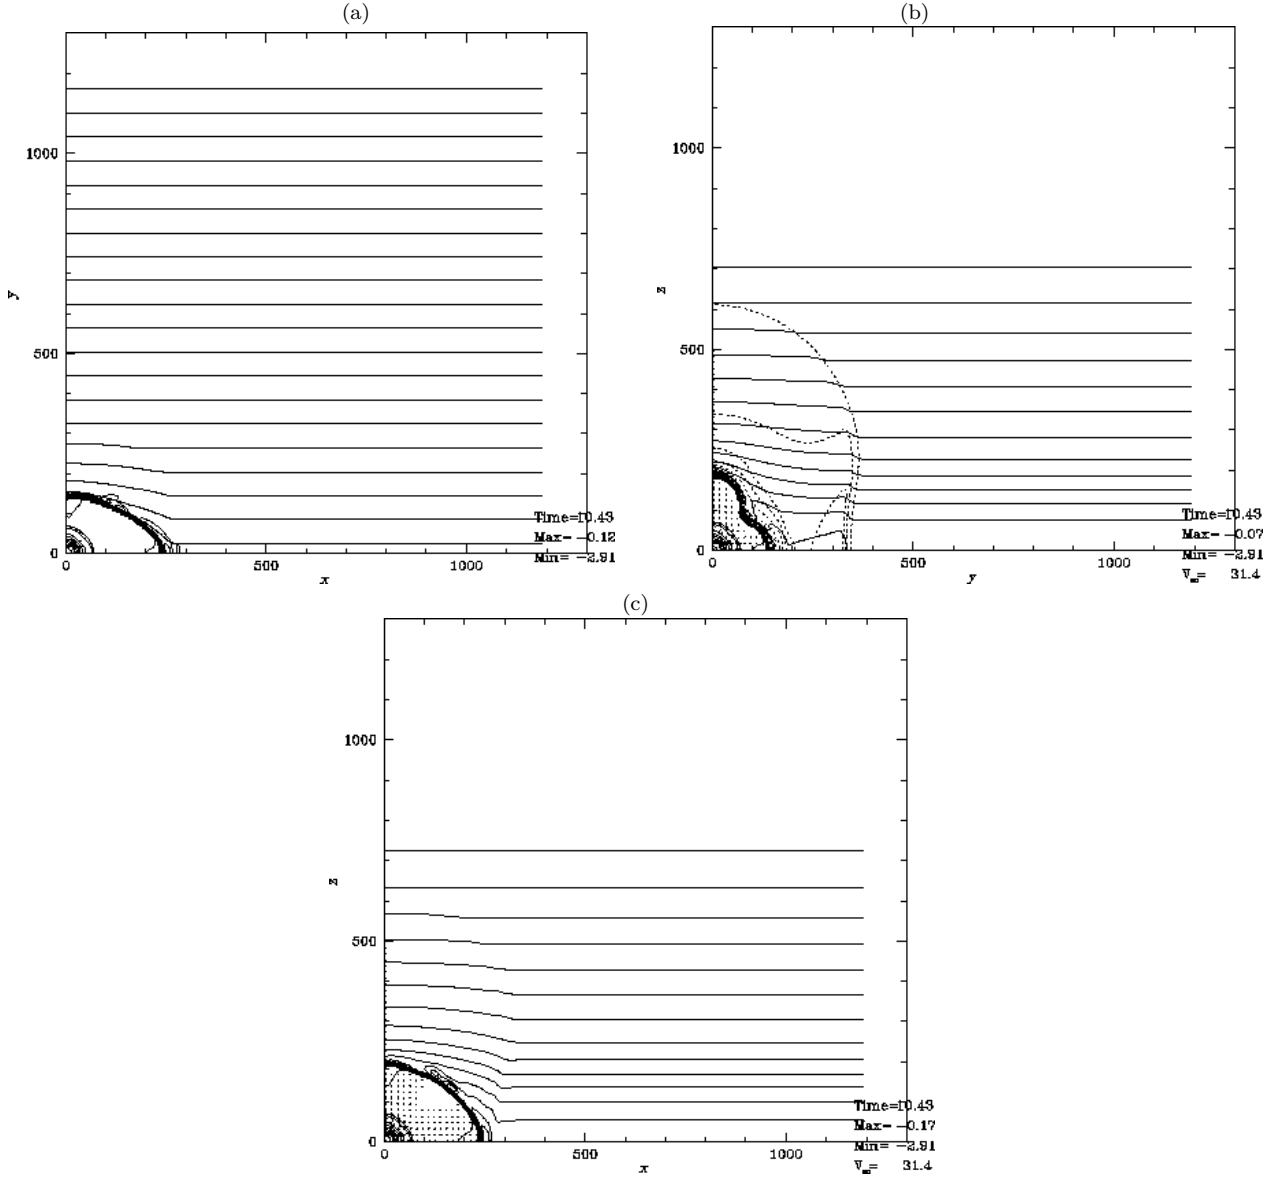 (a)
1000
500
0
y
0
500
1000
x
Time=10.43
Max= -0.12
Min= -2.91
(b)
1000
500
0
z
0
500
1000
y
Time=10.43
Max= -0.07
Min= -2.91
V∞= 31.4
(c)
1000
500
0
z
0
500
1000
x
Time=10.43
Max= -0.17
Min= -2.91
V∞= 31.4